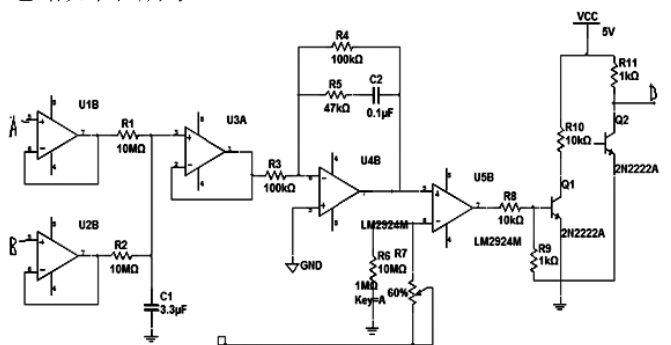 VCC
5V
R4
100kΩ
R11
1kΩ
D
R5
47kΩ
C2
0.1µF
U1B
A
R1
10MΩ
U3A
R10
10kΩ
Q2
2N2222A
R3
100kΩ
U4B
U5B
R8
10kΩ
Q1
2N2222A
U2B
B
R2
10MΩ
LM2924M
LM2924M
GND
R6
10MΩ
R7
1MΩ
Key=A
60%
R9
1kΩ
C1
3.3µF